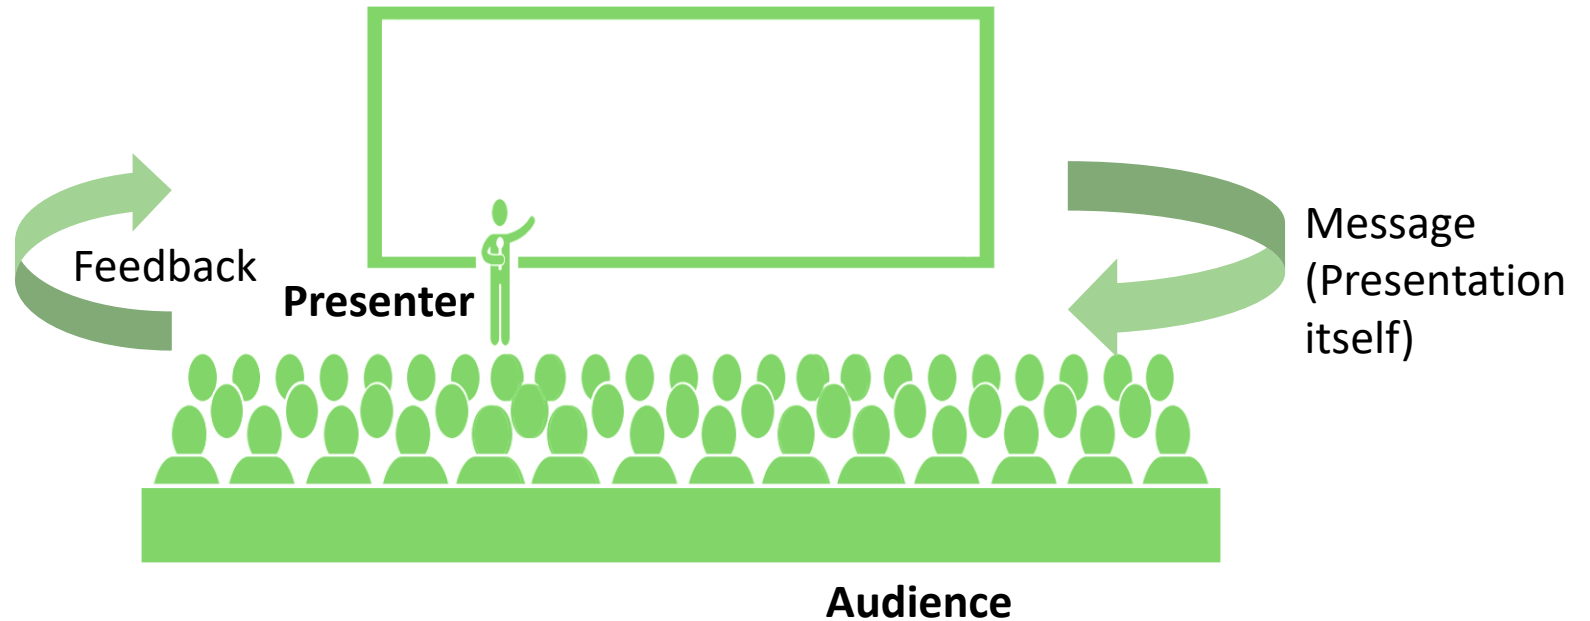 Feedback
Presenter
Message
(Presentation
itself)
Audience